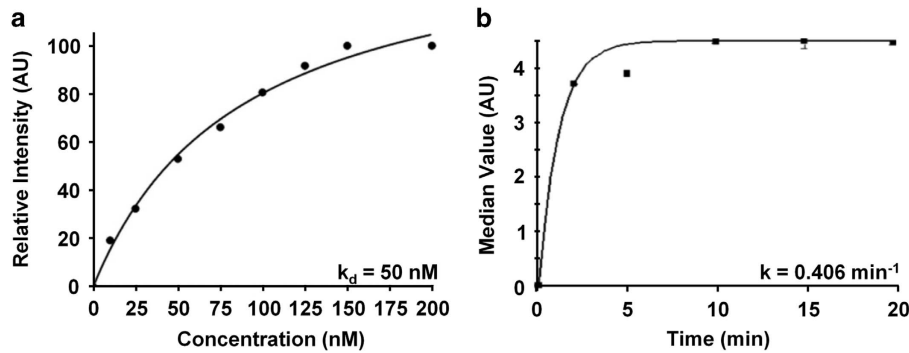 a
Relative Intensity (AU)
100
80
60
40
20
0
0 25 50 75 100 125 150 175 200
Concentration (nM)
kd = 50 nM
b
Median Value (AU)
4
3
2
1
0
0 5 10 15 20
Time (min)
k = 0.406 min-1